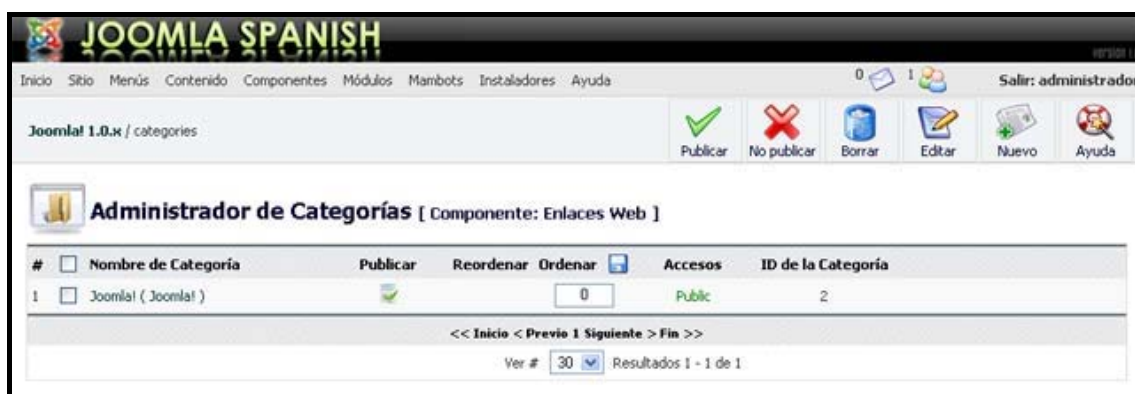 JOOMLA SPANISH
Inicio Sitio Menús Contenido Componentes Módulos Mambots Instaladores Ayuda 0 1 Salir: administrado
Joomla! 1.0.x / categories
Publicar No publicar Borrar Editar Nuevo Ayuda
Administrador de Categorías [ Componente: Enlaces Web ]
# Nombre de Categoría Publicar Reordenar Ordenar Accesos ID de la Categoría
1 Joomla! ( Joomla! ) 0 Public 2
<< Inicio < Previo 1 Siguiente > Fin >>
Ver # 30 Resultados 1 - 1 de 1